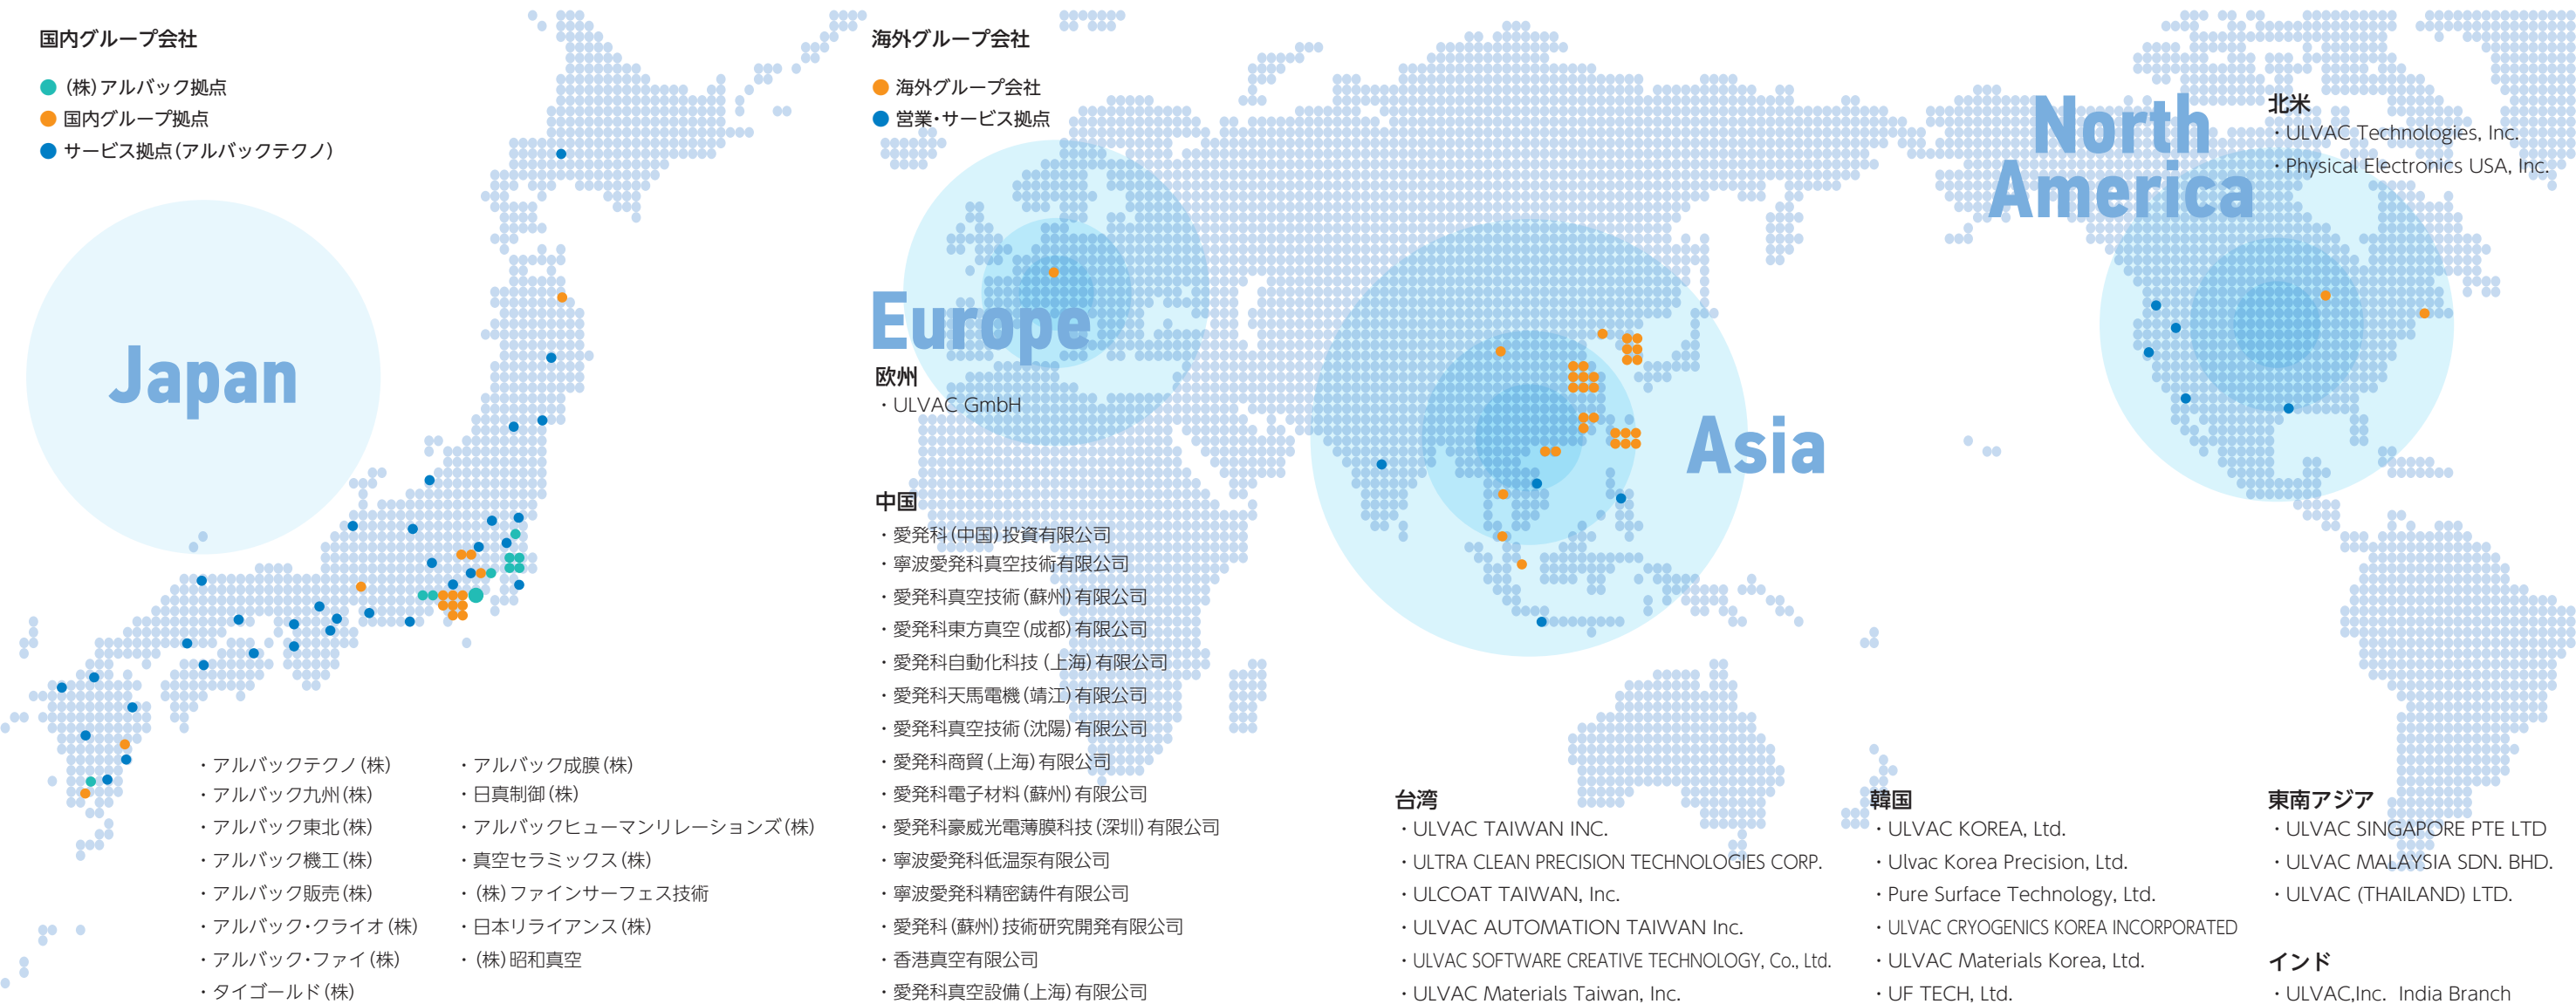 国内グループ会社
(株)アルバック拠点
国内グループ拠点
サービス拠点(アルバックテクノ)
Japan
・アルバックテクノ(株)
・アルバック九州(株)
・アルバック東北(株)
・アルバック機工(株)
・アルバック販売(株)
・アルバック・クライオ(株)
・アルバック・ファイ(株)
・タイゴールド(株)
・アルバック成膜(株)
・日真制御(株)
・アルバックヒューマンリレーションズ(株)
・真空セラミックス(株)
・(株)ファインサーフェス技術
・日本リライアンス(株)
・(株)昭和真空
海外グループ会社
海外グループ会社
営業・サービス拠点
Europe
欧州
・ULVAC GmbH
中国
・愛発科(中国)投資有限公司
・寧波愛発科真空技術有限公司
・愛発科真空技術(蘇州)有限公司
・愛発科東方真空(成都)有限公司
・愛発科自動化科技(上海)有限公司
・愛発科天馬電機(靖江)有限公司
・愛発科真空技術(沈陽)有限公司
・愛発科商貿(上海)有限公司
・愛発科電子材料(蘇州)有限公司
・愛発科豪威光電薄膜科技(深圳)有限公司
・寧波愛発科低温泵有限公司
・寧波愛発科精密鋳件有限公司
・愛発科(蘇州)技術研究開発有限公司
・香港真空有限公司
・愛発科真空設備(上海)有限公司
Asia
台湾
・ULVAC TAIWAN INC.
・ULTRA CLEAN PRECISION TECHNOLOGIES CORP.
・ULCOAT TAIWAN, Inc.
・ULVAC AUTOMATION TAIWAN Inc.
・ULVAC SOFTWARE CREATIVE TECHNOLOGY, Co., Ltd.
・ULVAC Materials Taiwan, Inc.
韓国
・ULVAC KOREA, Ltd.
・Ulvac Korea Precision, Ltd.
・Pure Surface Technology, Ltd.
・ULVAC CRYOGENICS KOREA INCORPORATED
・ULVAC Materials Korea, Ltd.
・UF TECH, Ltd.
North
America
北米
・ULVAC Technologies, Inc.
・Physical Electronics USA, Inc.
東南アジア
・ULVAC SINGAPORE PTE LTD
・ULVAC MALAYSIA SDN. BHD.
・ULVAC (THAILAND) LTD.
インド
・ULVAC,Inc. India Branch